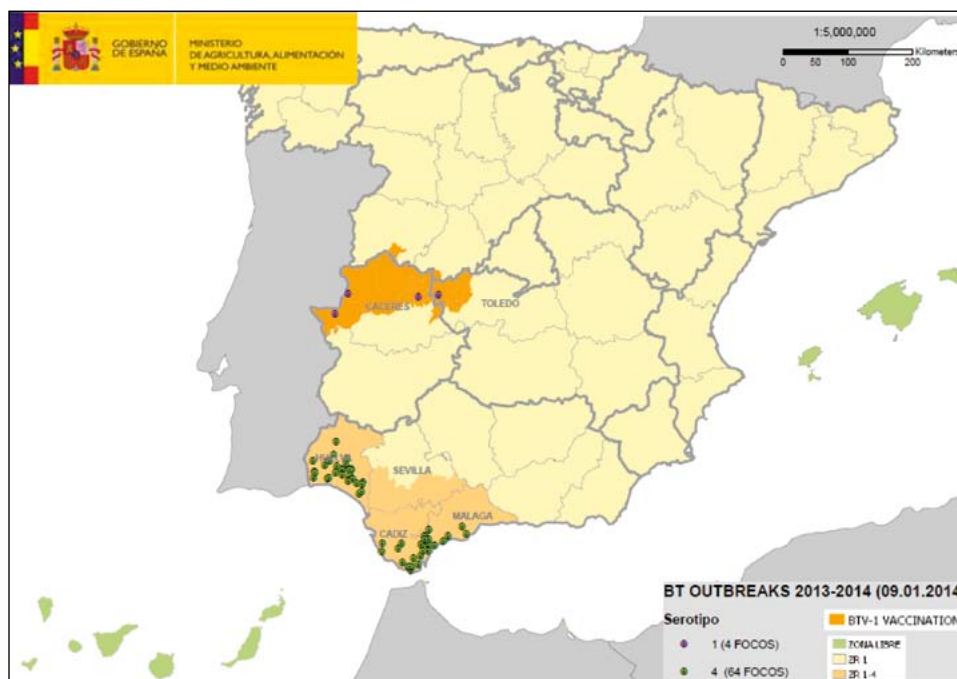 GOBIERNO
DE ESPAÑA
MINISTERIO
DE AGRICULTURA, ALIMENTACIÓN
Y MEDIO AMBIENTE
1:5,000,000
Kilometer
0 50 100 200
CACERES
TOLEDO
HUELVA
SEVILLA
MALAGA
CADIZ
BT OUTBREAKS 2013-2014 (09.01.2014
Serotipo
1 (4 FOCOS)
4 (64 FOCOS)
BTV-1 VACCINATION
ZONA LIBRE
ZR 1
ZR 1-4